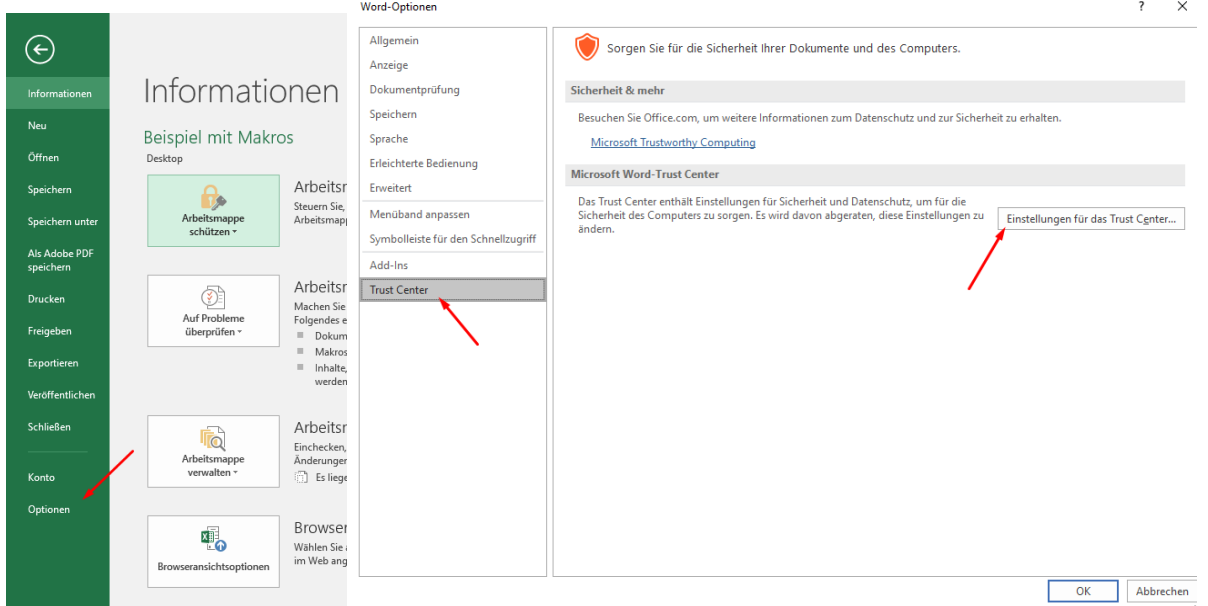 Informationen
Neu
Öffnen
Speichern
Speichern unter
Als Adobe PDF
speichern
Drucken
Freigeben
Exportieren
Veröffentlichen
Schließen
Konto
Optionen
Informationen
Beispiel mit Makros
Desktop
Arbeitsmappe
schützen
Steuern Sie,
Auf Probleme
überprüfen
Machen Sie
Folgendes e
Dokum
Makros
Inhalte,
werden
Arbeitsmappe
verwalten
Einchecken,
Änderunger
Es liege
Browseransichtsoptionen
Browser
Wählen Sie
im Web ang
Word-Optionen
?
Allgemein
Anzeige
Dokumentprüfung
Speichern
Sprache
Erleichterte Bedienung
Erweitert
Menüband anpassen
Symbolleiste für den Schnellzugriff
Add-Ins
Trust Center
Sorgen Sie für die Sicherheit Ihrer Dokumente und des Computers.
Sicherheit & mehr
Besuchen Sie Office.com, um weitere Informationen zum Datenschutz und zur Sicherheit zu erhalten.
Microsoft Trustworthy Computing
Microsoft Word-Trust Center
Das Trust Center enthält Einstellungen für Sicherheit und Datenschutz, um für die
Sicherheit des Computers zu sorgen. Es wird davon abgeraten, diese Einstellungen zu
ändern.
Einstellungen für das Trust Center...
OK
Abbrechen